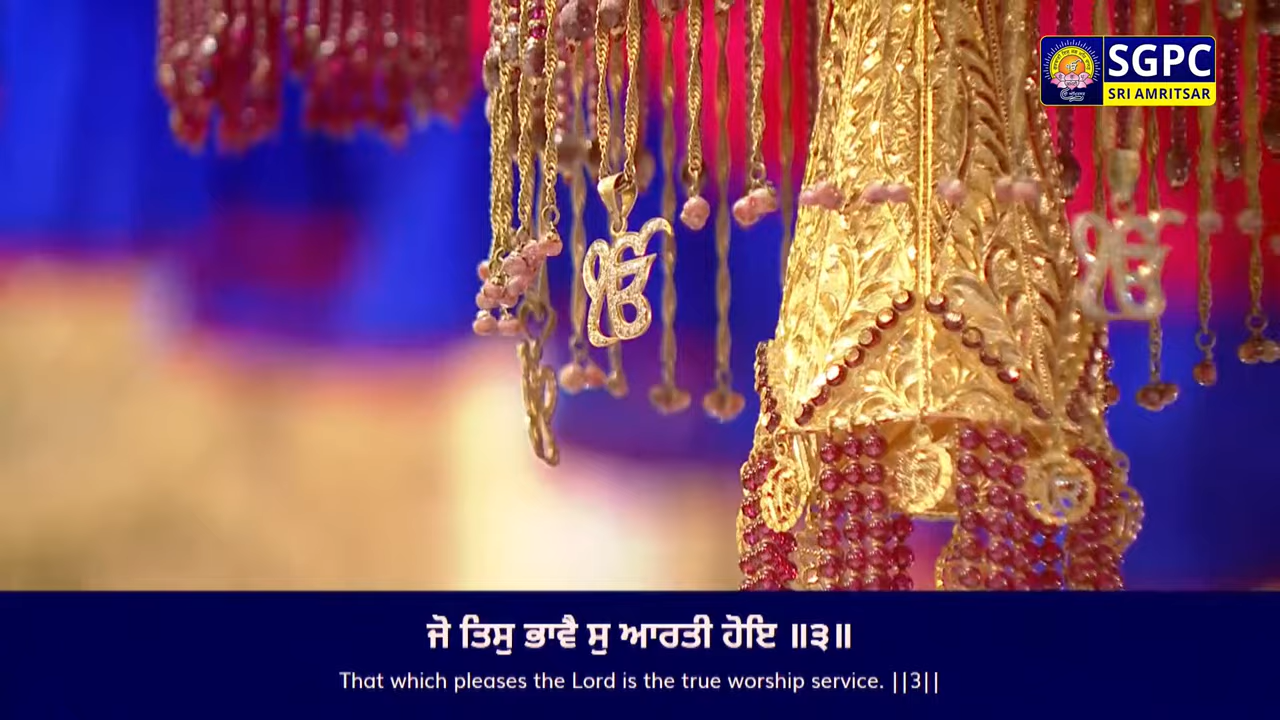 SGPC
SRI AMRITSAR
ਜੋ ਤਿਸੁ ਭਾਵੈ ਸੁ ਆਰਤੀ ਹੋਇ ॥੩॥
That which pleases the Lord is the true worship service. ||3||